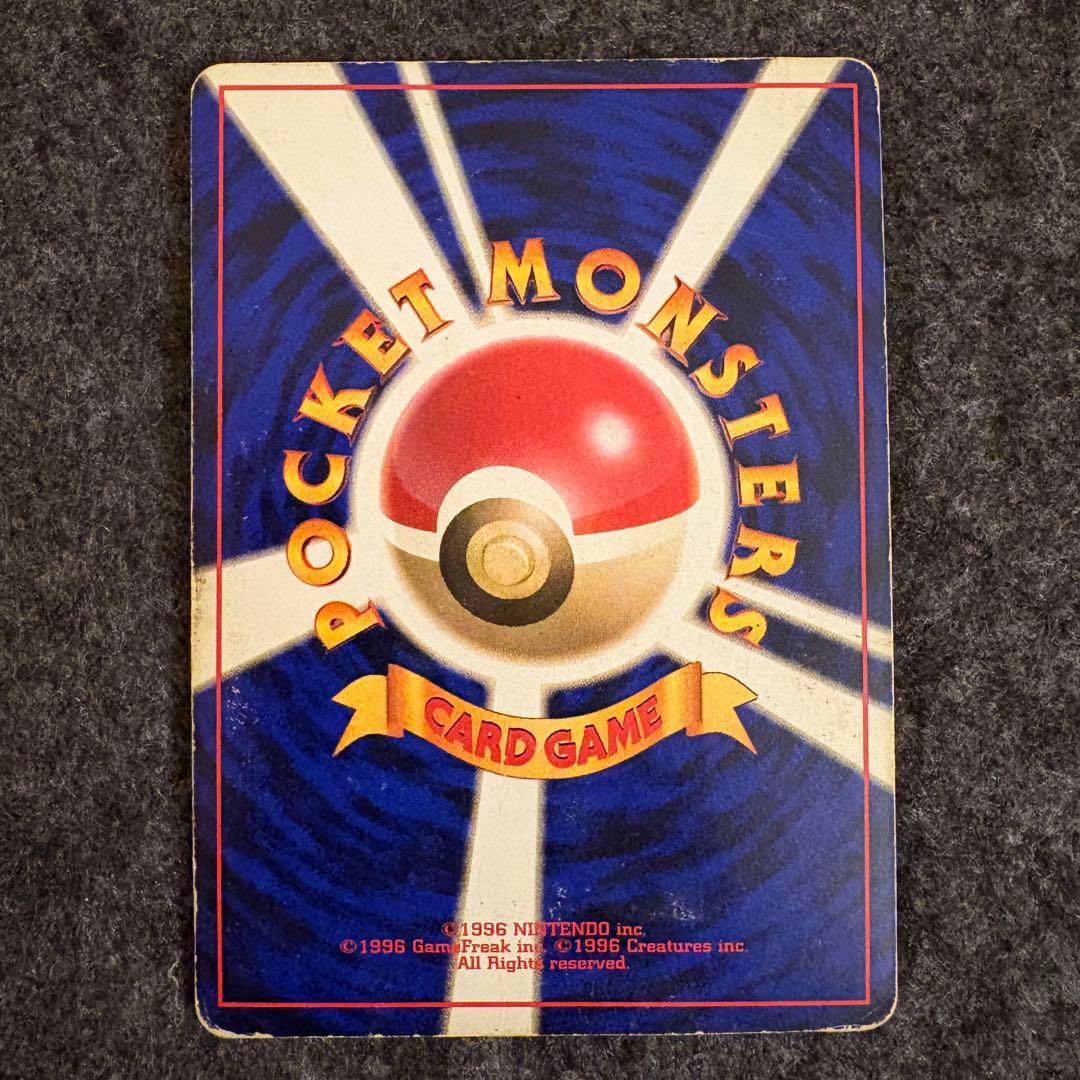 POCKET MONSTERS
CARD GAME
©1996 NINTENDO inc.
©1996 GameFreak inc. ©1996 Creatures inc.
All Rights reserved.